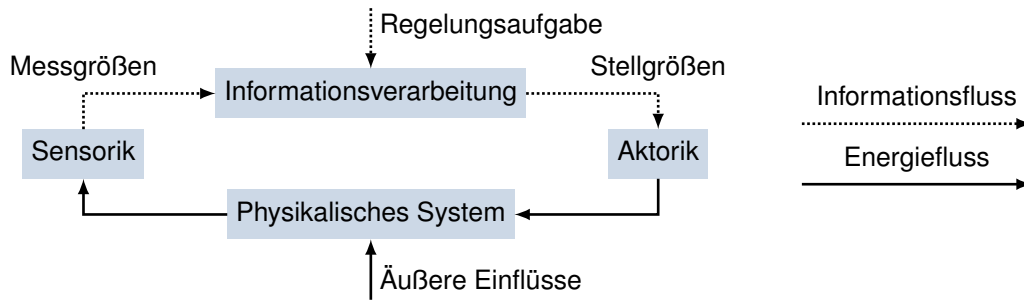 Regelungsaufgabe
Messgrößen
Stellgrößen
Informationsverarbeitung
Informationsfluss
Sensorik
Aktorik
Energiefluss
Physikalisches System
Äußere Einflüsse